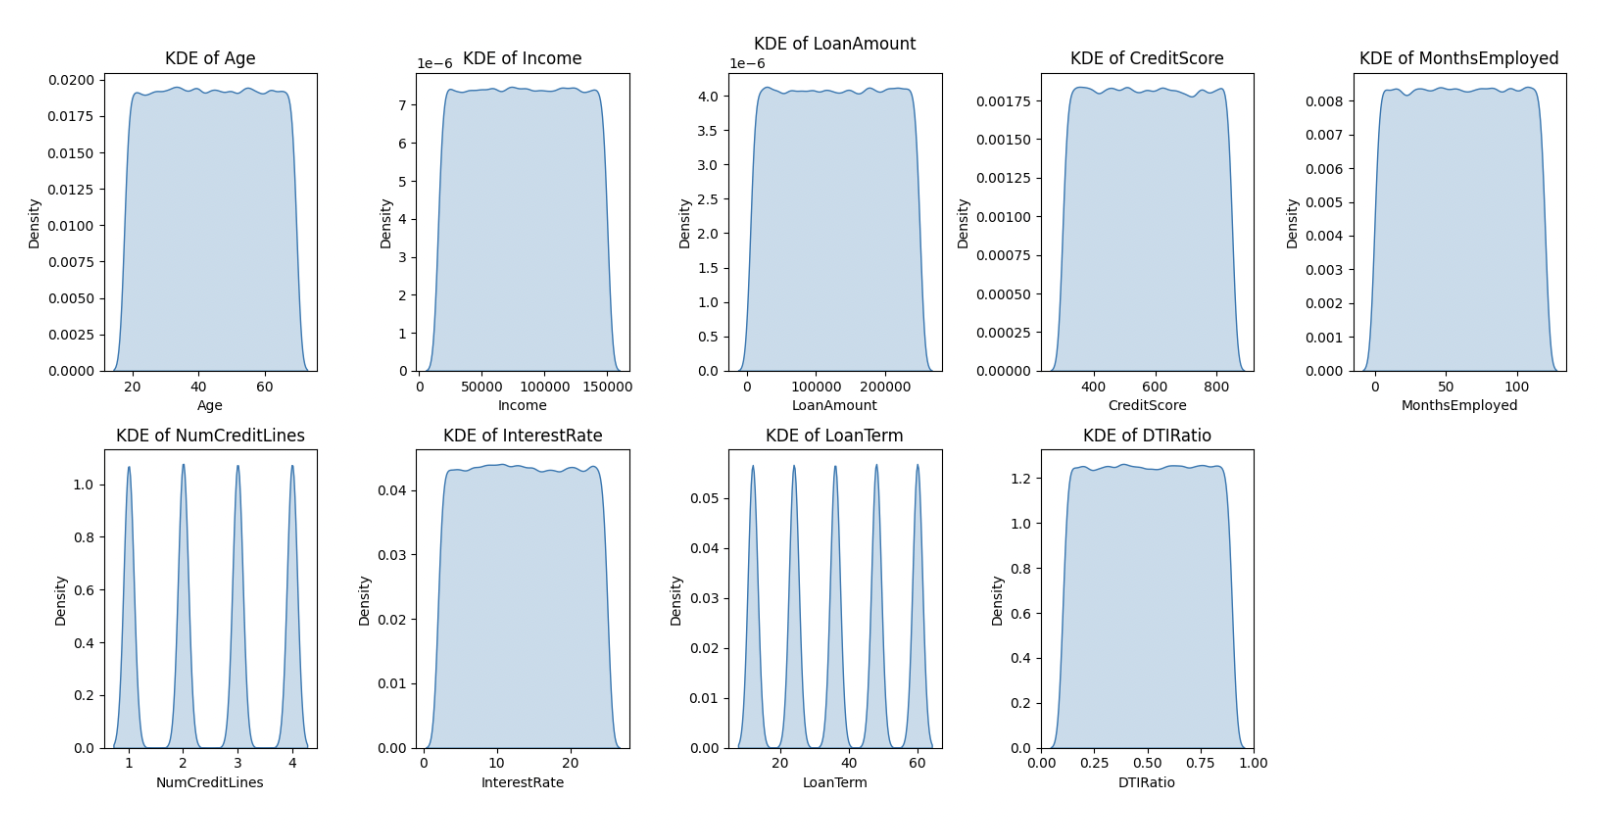 KDE of Age
0.0200
0.0175
0.0150
0.0125
0.0100
0.0075
0.0050
0.0025
0.0000
Density
20 40 60
Age
KDE of Income
1e−6
7
6
5
4
3
2
1
0
Density
0 50000 100000 150000
Income
KDE of LoanAmount
1e−6
4.0
3.5
3.0
2.5
2.0
1.5
1.0
0.5
0.0
Density
0 100000 200000
LoanAmount
KDE of CreditScore
0.00175
0.00150
0.00125
0.00100
0.00075
0.00050
0.00025
0.00000
Density
400 600 800
CreditScore
KDE of MonthsEmployed
0.008
0.007
0.006
0.005
0.004
0.003
0.002
0.001
0.000
Density
0 50 100
MonthsEmployed
KDE of NumCreditLines
1.0
0.8
0.6
0.4
0.2
0.0
Density
1 2 3 4
NumCreditLines
KDE of InterestRate
0.04
0.03
0.02
0.01
0.00
Density
0 10 20
InterestRate
KDE of LoanTerm
0.05
0.04
0.03
0.02
0.01
0.00
Density
20 40 60
LoanTerm
KDE of DTIRatio
1.2
1.0
0.8
0.6
0.4
0.2
0.0
Density
0.00 0.25 0.50 0.75 1.00
DTIRatio